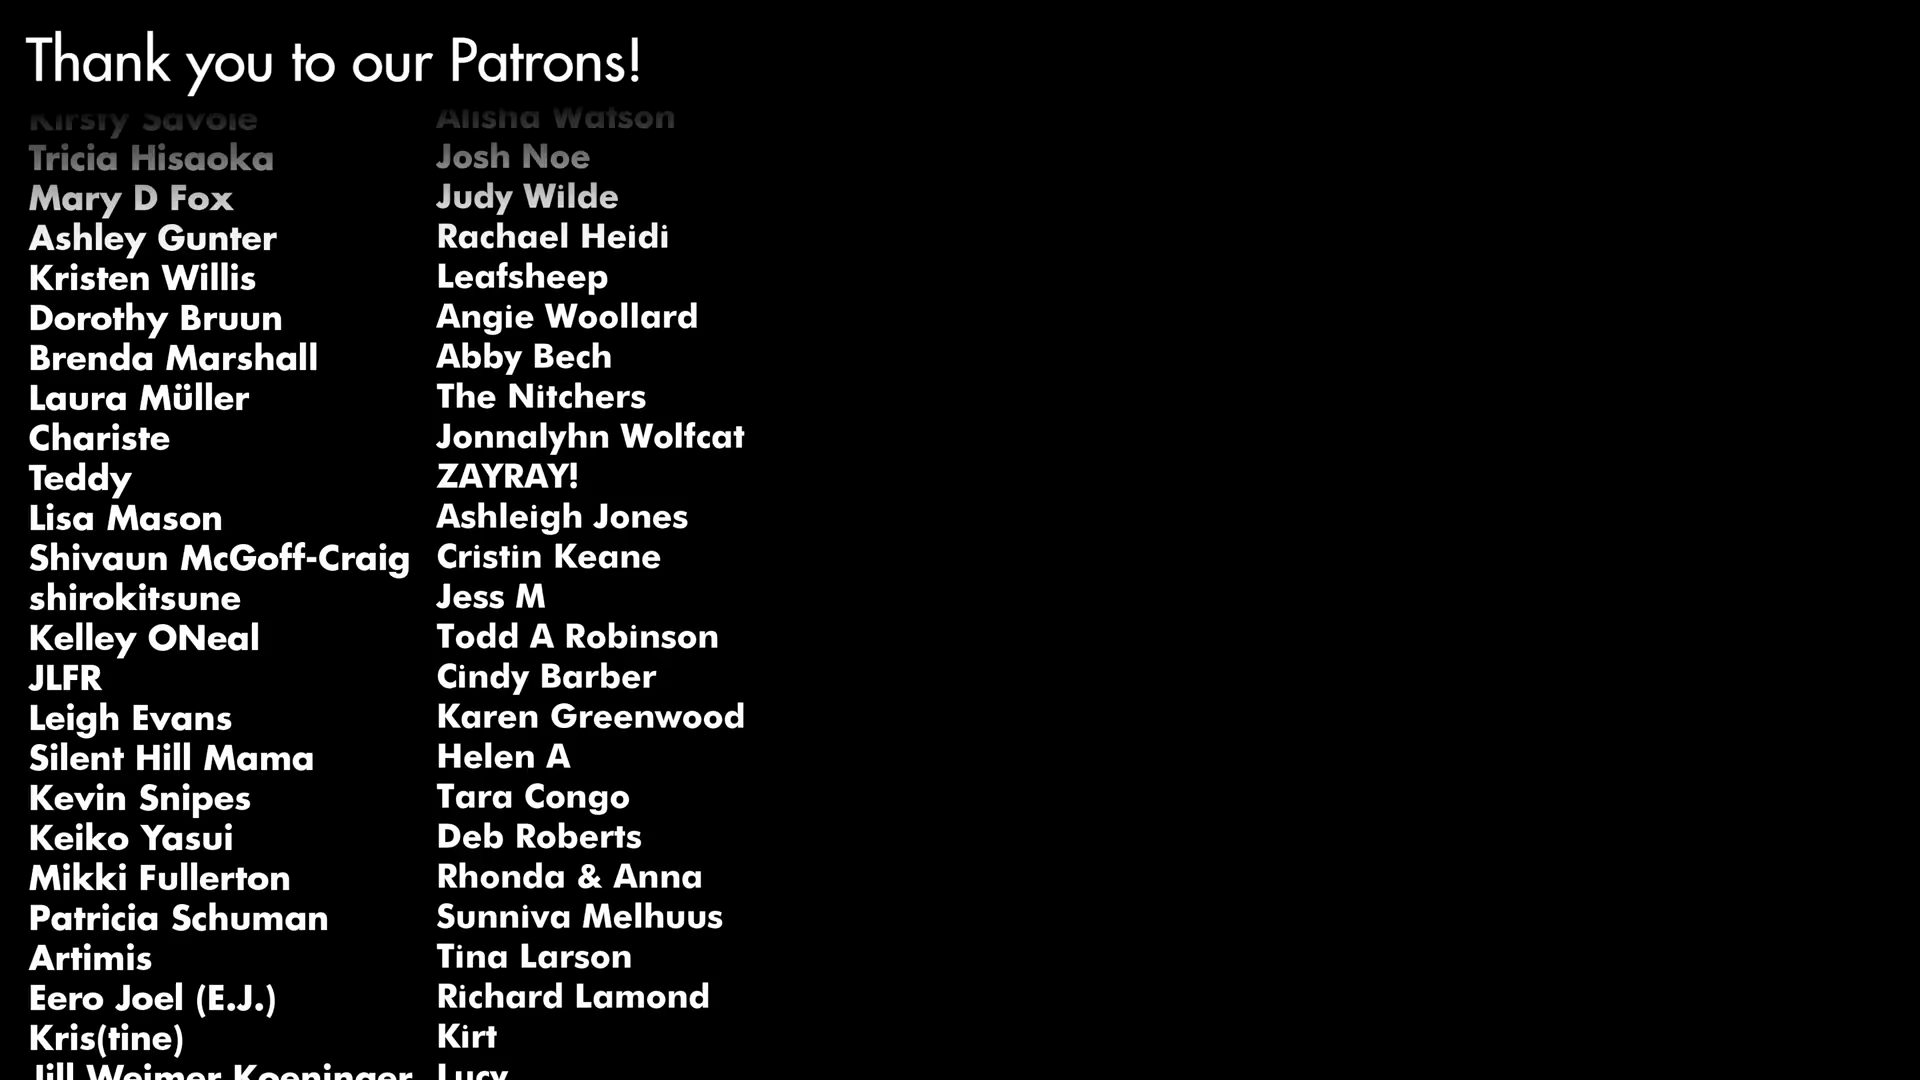 Thank you to our Patrons!
Kirsty Savoie
Tricia Hisaoka
Mary D Fox
Ashley Gunter
Kristen Willis
Dorothy Bruun
Brenda Marshall
Laura Müller
Chariste
Teddy
Lisa Mason
Shivaun McGoff-Craig
shirokitsune
Kelley ONeal
JLFR
Leigh Evans
Silent Hill Mama
Kevin Snipes
Keiko Yasui
Mikki Fullerton
Patricia Schuman
Artimis
Eero Joel (E.J.)
Kris(tine)
Jill Weimer Koeninger
Alisha Watson
Josh Noe
Judy Wilde
Rachael Heidi
Leafsheep
Angie Woollard
Abby Bech
The Nitchers
Jonnalyhn Wolfcat
ZAYRAY!
Ashleigh Jones
Cristin Keane
Jess M
Todd A Robinson
Cindy Barber
Karen Greenwood
Helen A
Tara Congo
Deb Roberts
Rhonda & Anna
Sunniva Melhuus
Tina Larson
Richard Lamond
Kirt
Lucy